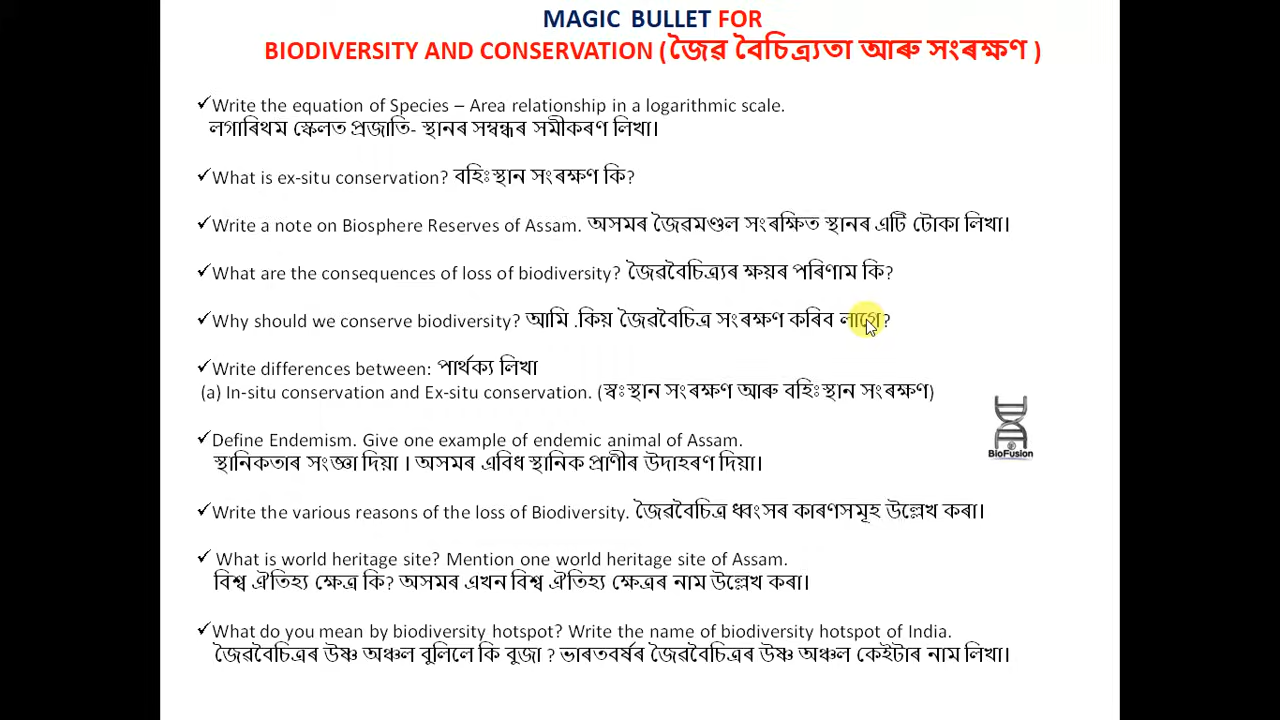 MAGIC BULLET FOR
BIODIVERSITY AND CONSERVATION (জৈৱ বৈচিত্ৰ্যতা আৰু সংৰক্ষণ )
✓Write the equation of Species – Area relationship in a logarithmic scale.
লগাৰিথম স্কেলত প্ৰজাতি- স্থানৰ সম্বন্ধৰ সমীকৰণ লিখা।
✓What is ex-situ conservation? বহিঃস্থান সংৰক্ষণ কি?
✓Write a note on Biosphere Reserves of Assam. অসমৰ জৈৱমণ্ডল সংৰক্ষিত স্থানৰ এটি টোকা লিখা।
✓What are the consequences of loss of biodiversity? জৈৱবৈচিত্ৰ্যৰ ক্ষয়ৰ পৰিণাম কি?
✓Why should we conserve biodiversity? আমি .কিয় জৈৱবৈচিত্ৰ সংৰক্ষণ কৰিব লাগে?
✓Write differences between: পাৰ্থক্য লিখা
(a) In-situ conservation and Ex-situ conservation. (স্বঃস্থান সংৰক্ষণ আৰু বহিঃস্থান সংৰক্ষণ)
✓Define Endemism. Give one example of endemic animal of Assam.
স্থানিকতাৰ সংজ্ঞা দিয়া । অসমৰ এবিধ স্থানিক প্ৰাণীৰ উদাহৰণ দিয়া।
BioFusion
✓Write the various reasons of the loss of Biodiversity. জৈৱবৈচিত্ৰ ধ্বংসৰ কাৰণসমূহ উল্লেখ কৰা।
✓ What is world heritage site? Mention one world heritage site of Assam.
বিশ্ব ঐতিহ্য ক্ষেত্ৰ কি? অসমৰ এখন বিশ্ব ঐতিহ্য ক্ষেত্ৰৰ নাম উল্লেখ কৰা।
✓What do you mean by biodiversity hotspot? Write the name of biodiversity hotspot of India.
জৈৱবৈচিত্ৰৰ উষ্ণ অঞ্চল বুলিলে কি বুজা ? ভাৰতবৰ্ষৰ জৈৱবৈচিত্ৰৰ উষ্ণ অঞ্চল কেইটাৰ নাম লিখা।